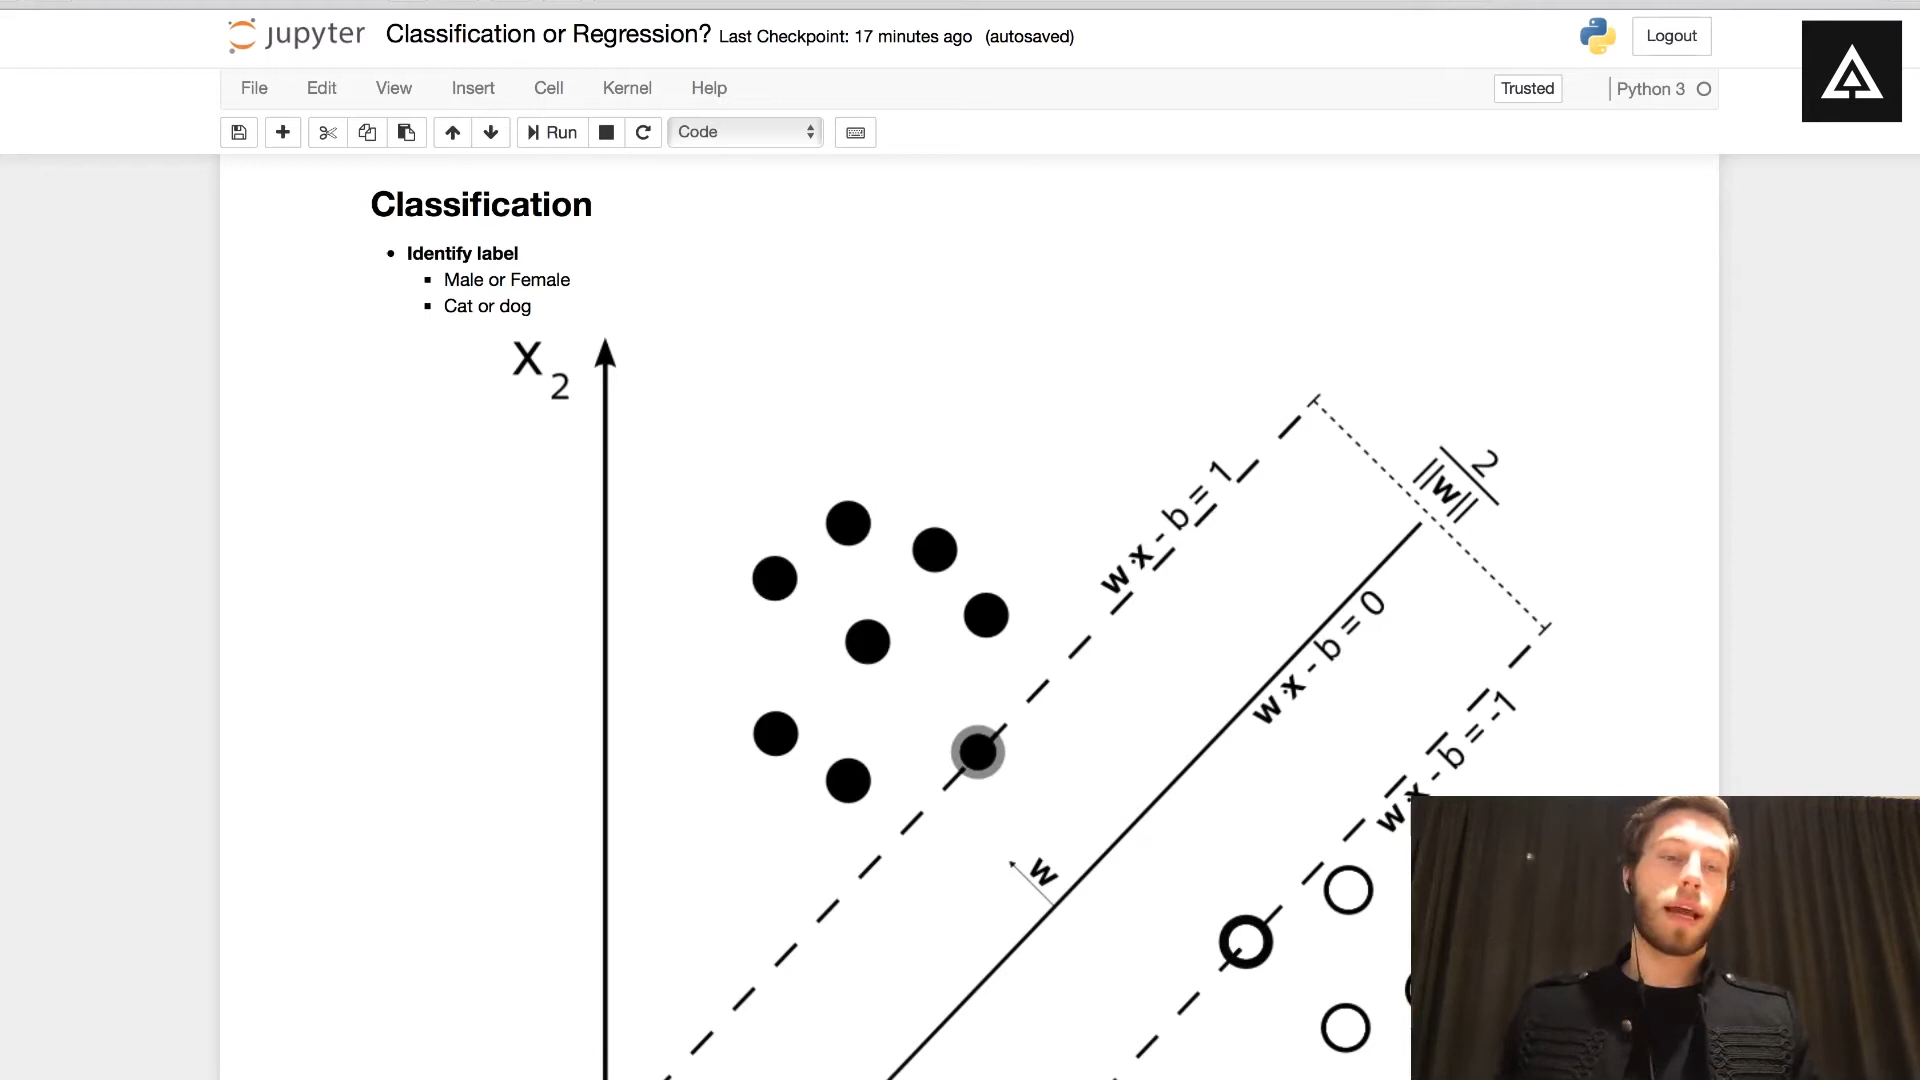 jupyter Classification or Regression? Last Checkpoint: 17 minutes ago (autosaved)
Logout
File Edit View Insert Cell Kernel Help
Trusted
Python 3
Run
Code
Classification
Identify label
Male or Female
Cat or dog
X2
w·x - b = 1
2
||w||
w·x - b = 0
w·x - b = -1
w